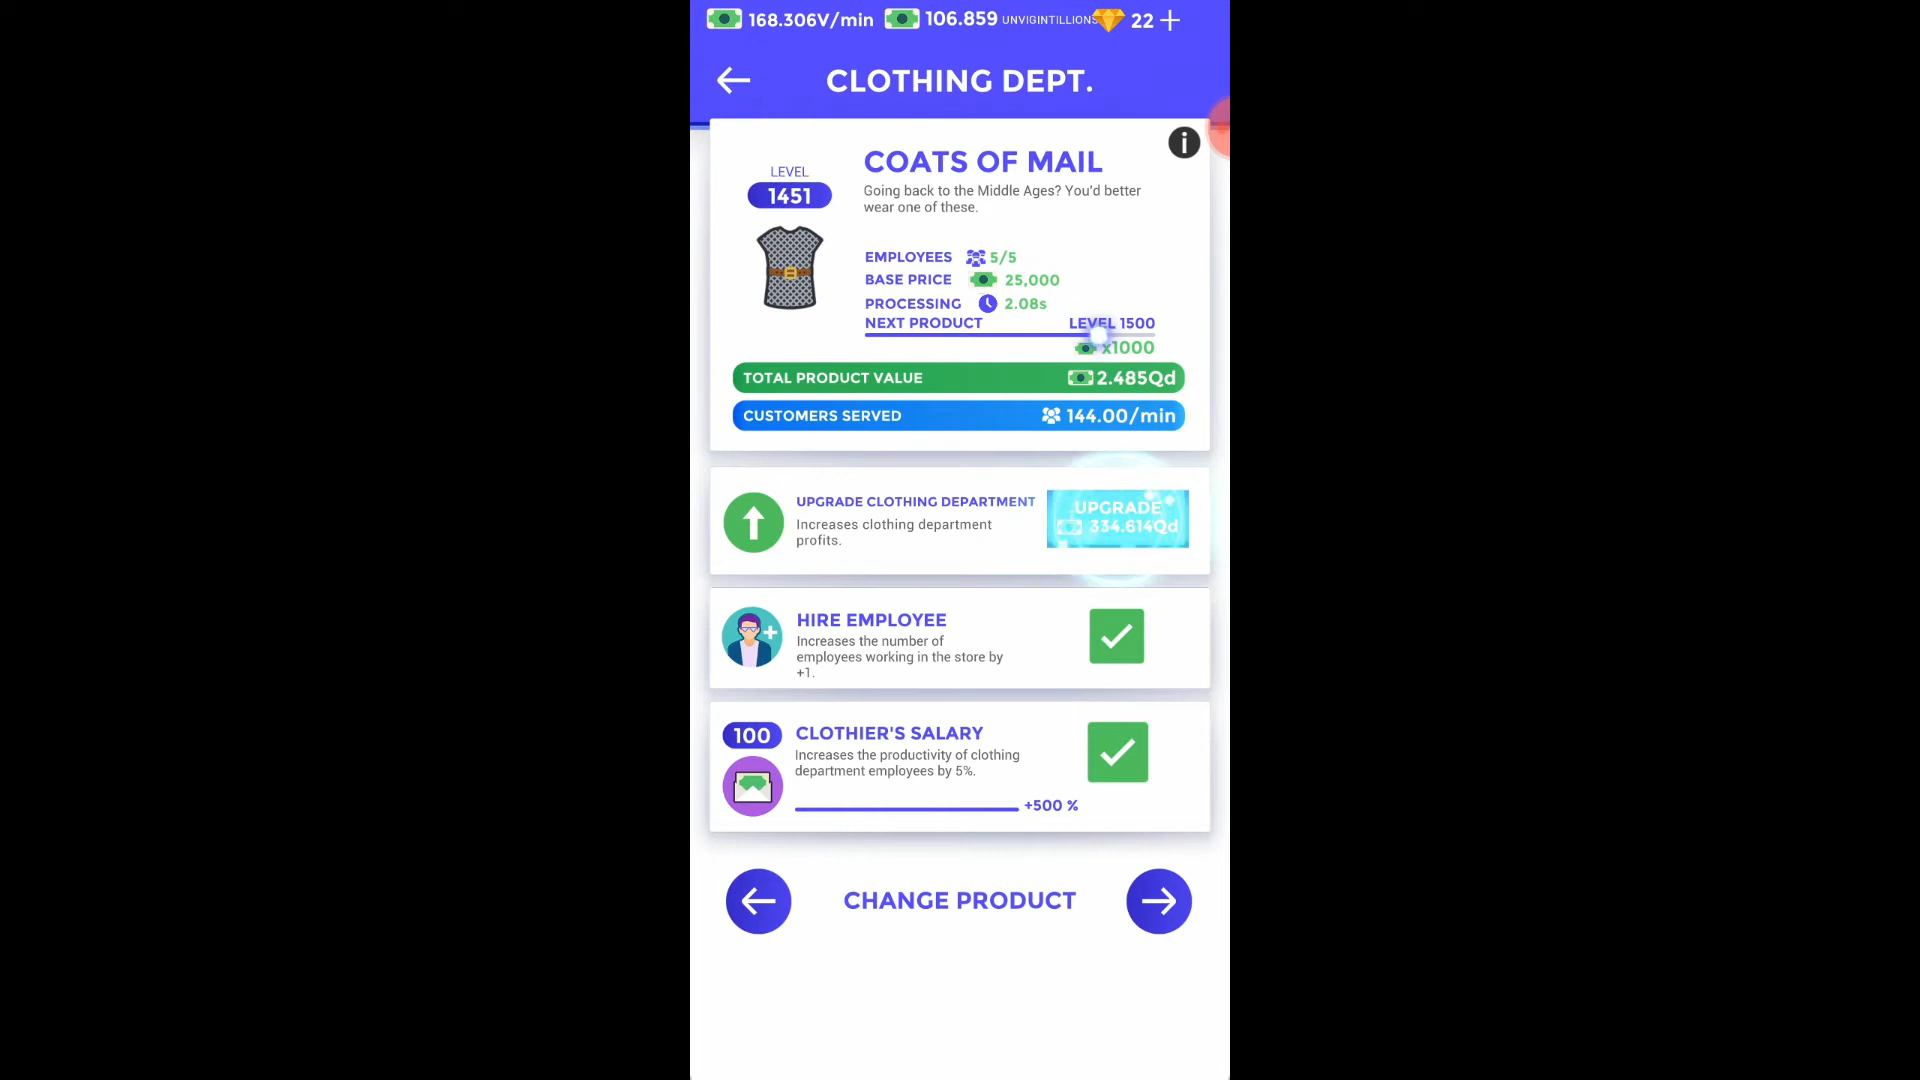 168.306V/min 106.859 UNVIGINTILLIONS 22 +
CLOTHING DEPT.
COATS OF MAIL
Going back to the Middle Ages? You'd better
wear one of these.
LEVEL
1451
EMPLOYEES 5/5
BASE PRICE 25,000
PROCESSING 2.08s
NEXT PRODUCT LEVEL 1500
x1000
TOTAL PRODUCT VALUE 2.485Qd
CUSTOMERS SERVED 144.00/min
UPGRADE CLOTHING DEPARTMENT
Increases clothing department
profits.
UPGRADE
334.614Qd
HIRE EMPLOYEE
Increases the number of
employees working in the store by
+1.
100
CLOTHIER'S SALARY
Increases the productivity of clothing
department employees by 5%.
+500 %
CHANGE PRODUCT